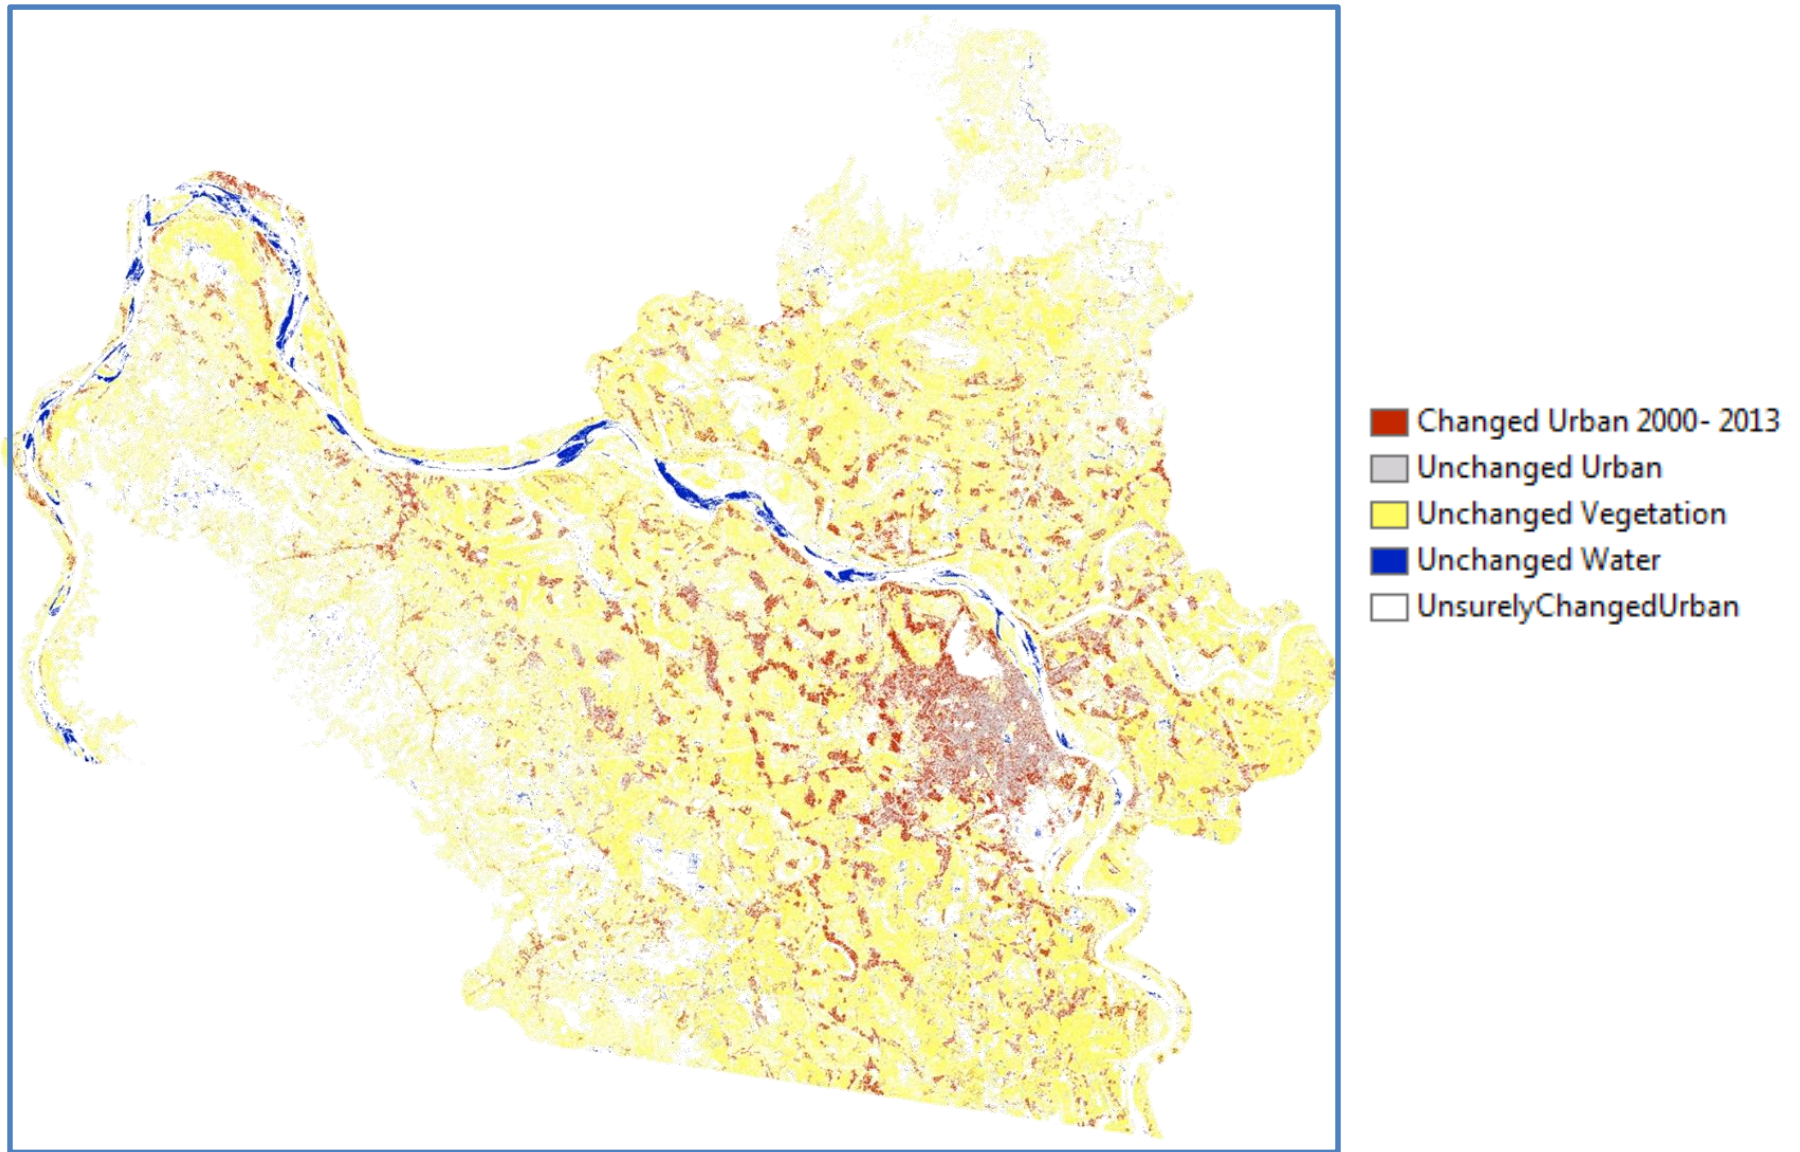 Changed Urban 2000- 2013
Unchanged Urban
Unchanged Vegetation
Unchanged Water
UnsurelyChangedUrban